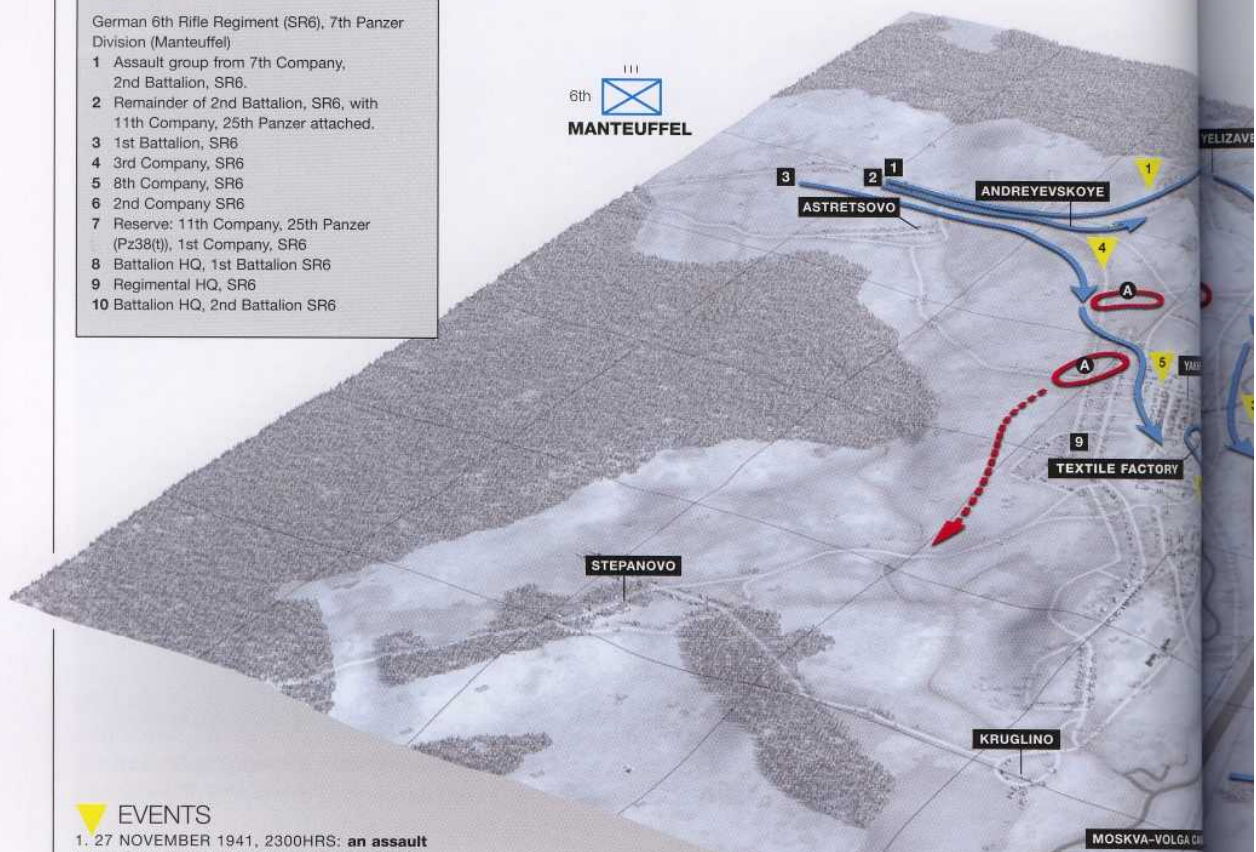 German 6th Rifle Regiment (SR6), 7th Panzer
Division (Manteuffel)
1 Assault group from 7th Company,
2nd Battalion, SR6.
2 Remainder of 2nd Battalion, SR6, with
11th Company, 25th Panzer attached.
3 1st Battalion, SR6
4 3rd Company, SR6
5 8th Company, SR6
6 2nd Company SR6
7 Reserve: 11th Company, 25th Panzer
(Pz38(t)), 1st Company, SR6
8 Battalion HQ, 1st Battalion SR6
9 Regimental HQ, SR6
10 Battalion HQ, 2nd Battalion SR6
III
6th
MANTEUFFEL
YELIZAVE
1
1
2
3
ANDREYEVSKOYE
ASTRETSOVO
4
A
A
5
9
TEXTILE FACTORY
STEPANOVO
KRUGLINO
MOSKVA–VOLGA
EVENTS
1. 27 NOVEMBER 1941, 2300HRS: an assault